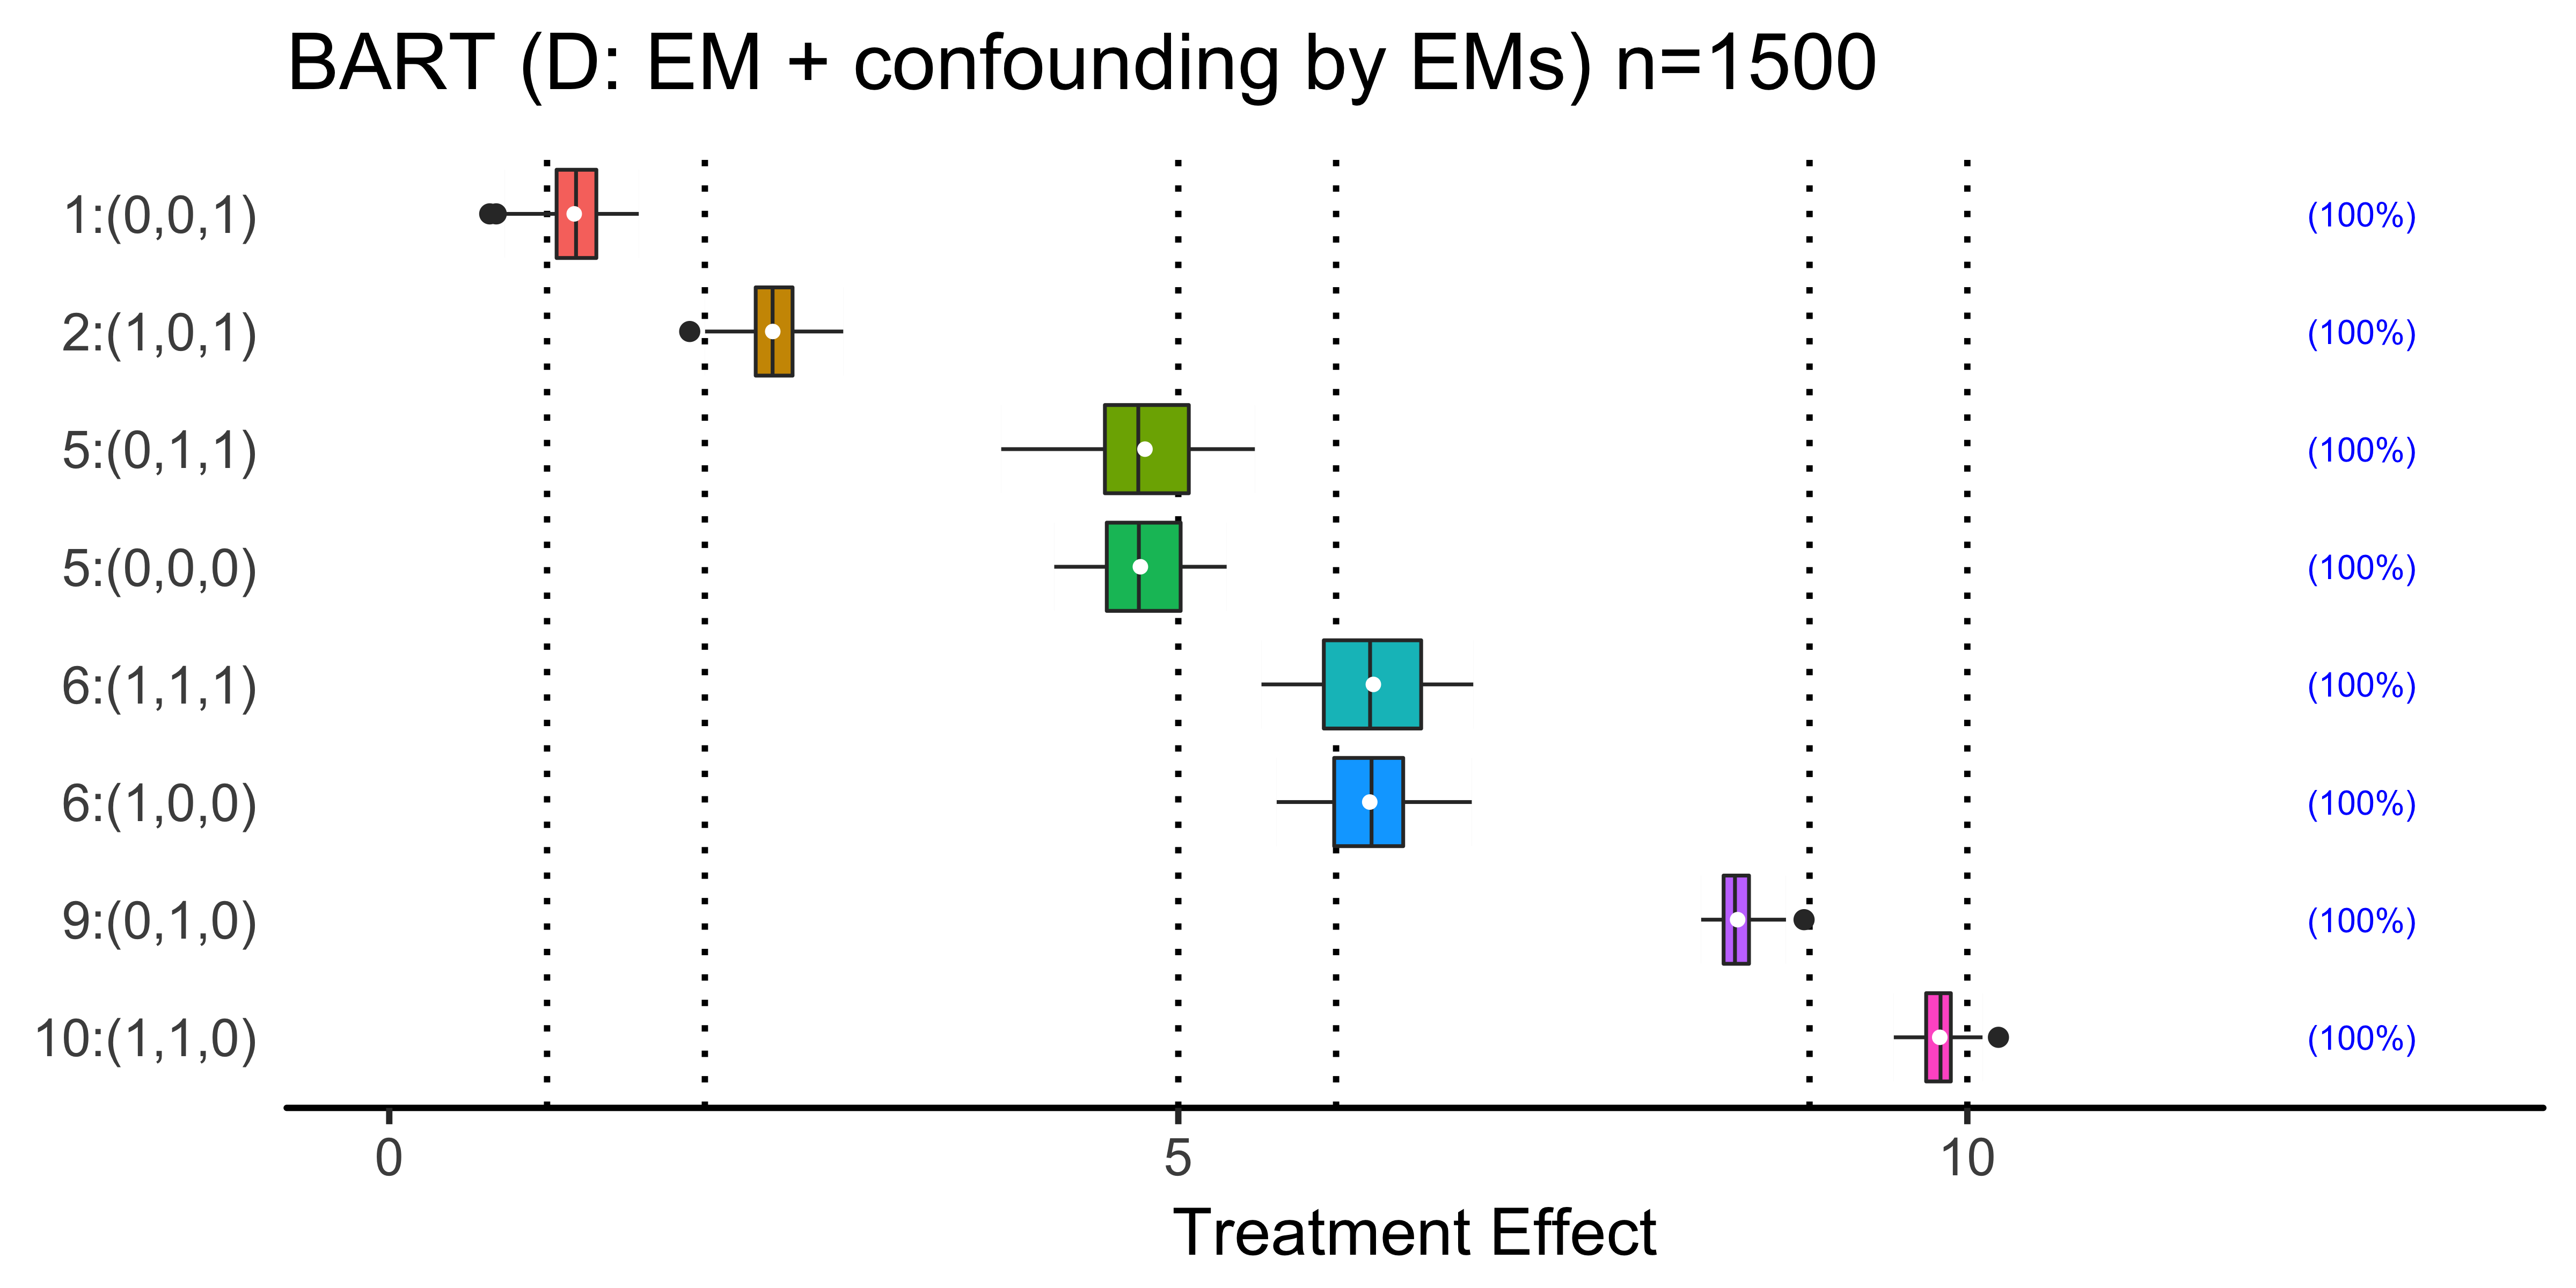 BART (D: EM + confounding by EMs) n=1500
1:(0,0,1) (100%)
2:(1,0,1) (100%)
5:(0,1,1) (100%)
5:(0,0,0) (100%)
6:(1,1,1) (100%)
6:(1,0,0) (100%)
9:(0,1,0) (100%)
10:(1,1,0) (100%)
0 5 10
Treatment Effect